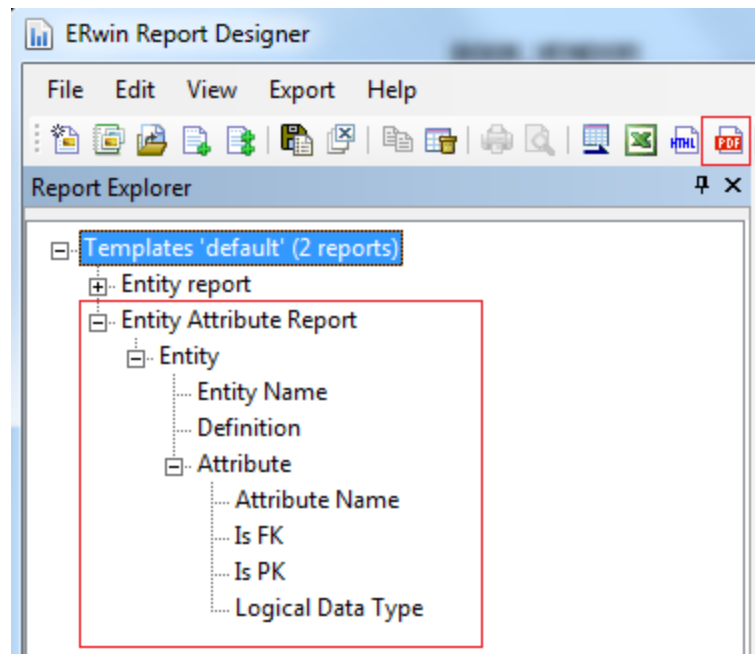 ERwin Report Designer
File Edit View Export Help
HTML PDF
Report Explorer
Templates 'default' (2 reports)
Entity report
Entity Attribute Report
Entity
Entity Name
Definition
Attribute
Attribute Name
Is FK
Is PK
Logical Data Type